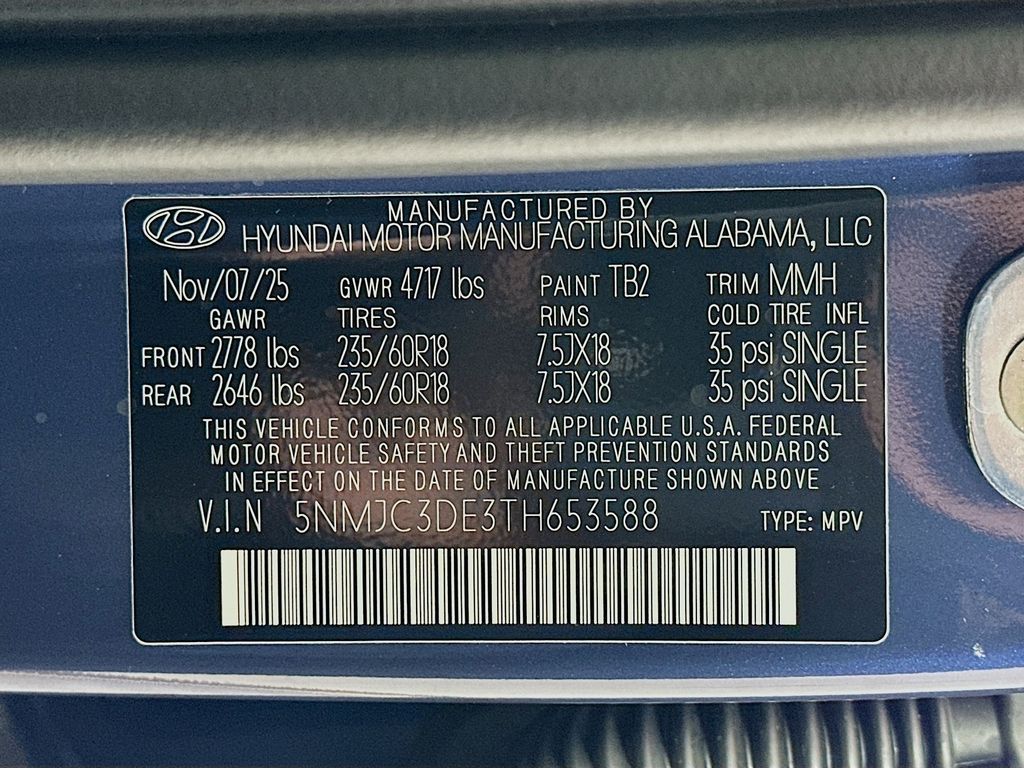 MANUFACTURED BY
HYUNDAI MOTOR MANUFACTURING ALABAMA, LLC
Nov/07/25 GVWR 4717 lbs PAINT TB2 TRIM MMH
GAWR TIRES RIMS COLD TIRE INFL
FRONT 2778 lbs 235/60R18 7.5JX18 35 psi SINGLE
REAR 2646 lbs 235/60R18 7.5JX18 35 psi SINGLE
THIS VEHICLE CONFORMS TO ALL APPLICABLE U.S.A. FEDERAL
MOTOR VEHICLE SAFETY AND THEFT PREVENTION STANDARDS
IN EFFECT ON THE DATE OF MANUFACTURE SHOWN ABOVE
V.I.N 5NMJC3DE3TH653588 TYPE: MPV